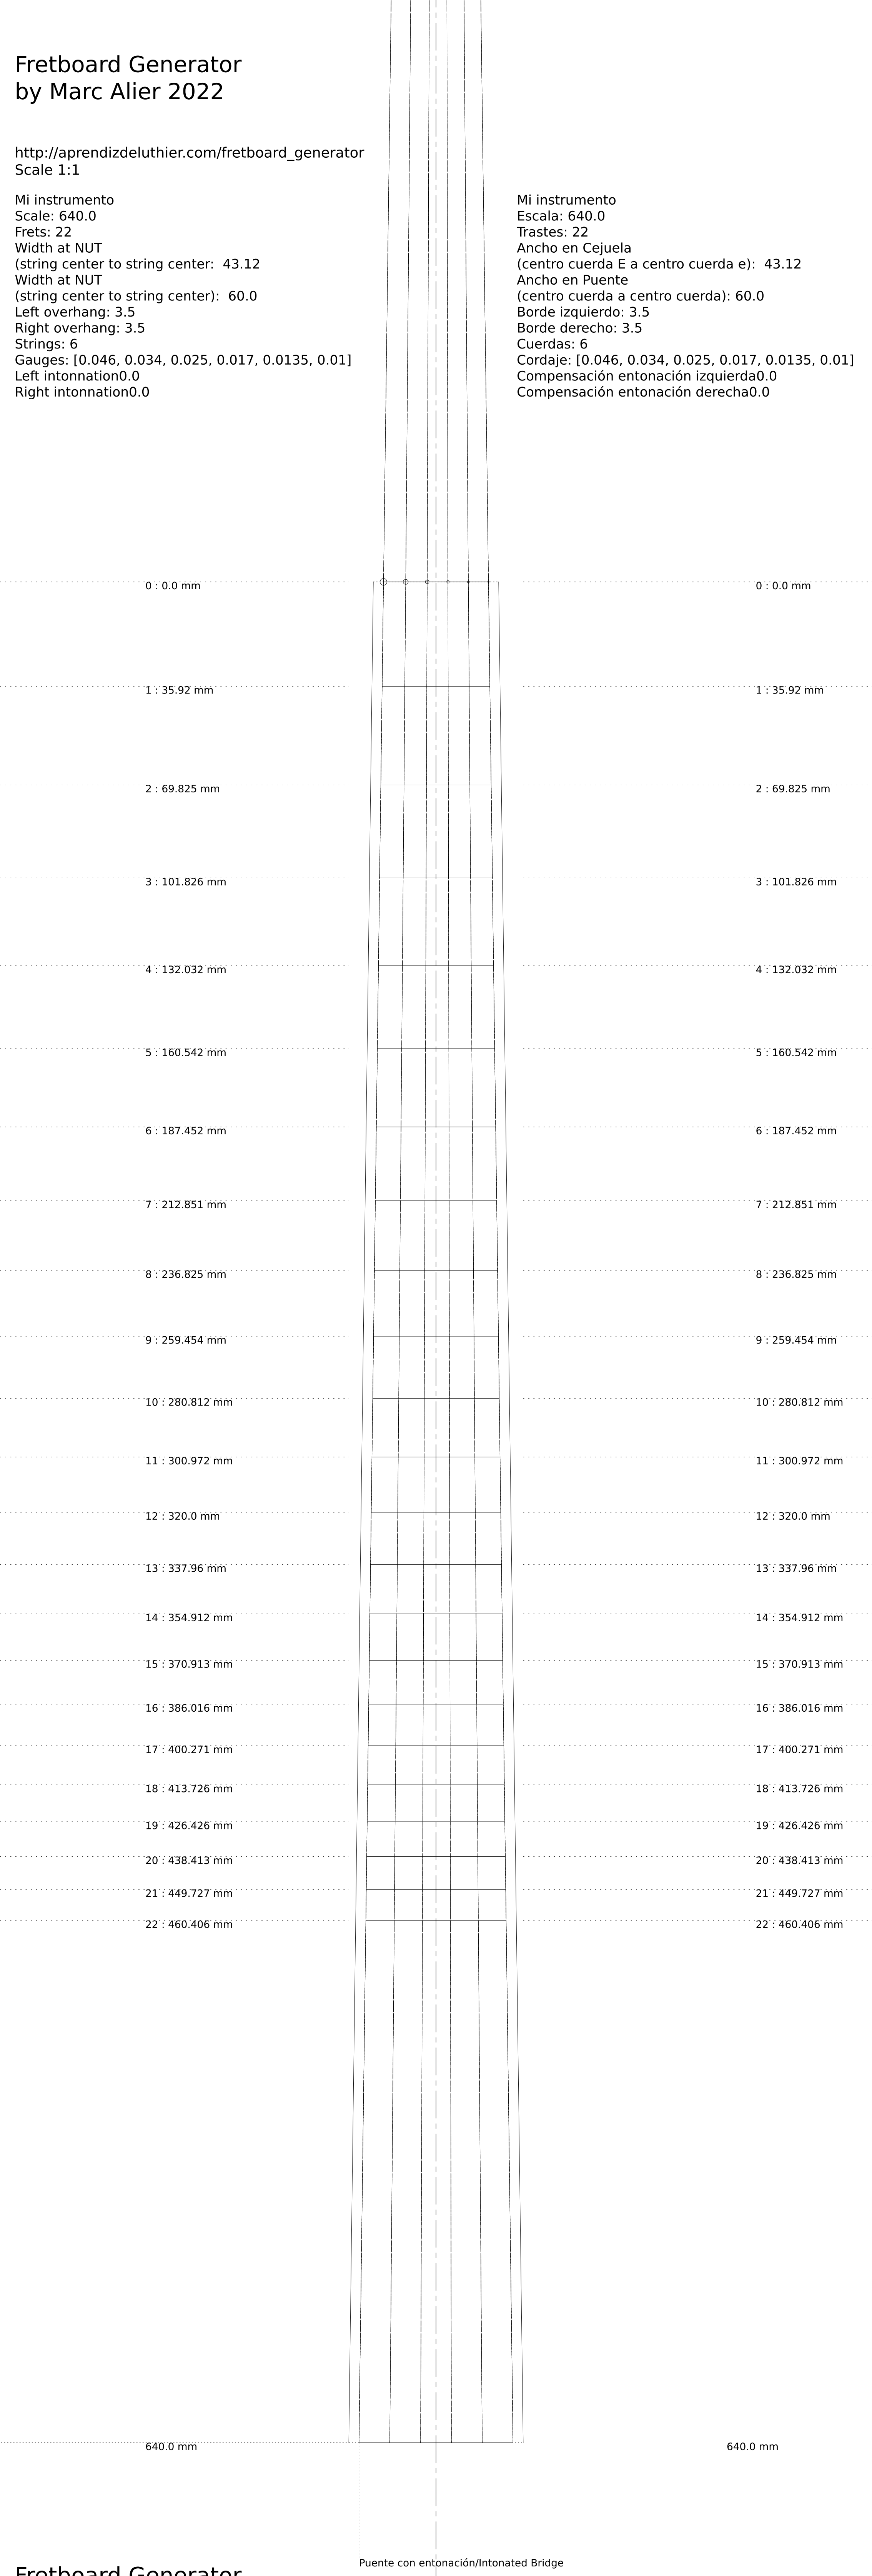 Fretboard Generator
by Marc Alier 2022
http://aprendizdeluthier.com/fretboard_generator
Scale 1:1
Mi instrumento
Scale: 640.0
Frets: 22
Width at NUT
(string center to string center:  43.12
Width at NUT
(string center to string center):  60.0
Left overhang: 3.5
Right overhang: 3.5
Strings: 6
Gauges: [0.046, 0.034, 0.025, 0.017, 0.0135, 0.01]
Left intonnation0.0
Right intonnation0.0
Mi instrumento
Escala: 640.0
Trastes: 22
Ancho en Cejuela
(centro cuerda E a centro cuerda e):  43.12
Ancho en Puente
(centro cuerda a centro cuerda): 60.0
Borde izquierdo: 3.5
Borde derecho: 3.5
Cuerdas: 6
Cordaje: [0.046, 0.034, 0.025, 0.017, 0.0135, 0.01]
Compensación entonación izquierda0.0
Compensación entonación derecha0.0
0 : 0.0 mm
0 : 0.0 mm
1 : 35.92 mm
1 : 35.92 mm
2 : 69.825 mm
2 : 69.825 mm
3 : 101.826 mm
3 : 101.826 mm
4 : 132.032 mm
4 : 132.032 mm
5 : 160.542 mm
5 : 160.542 mm
6 : 187.452 mm
6 : 187.452 mm
7 : 212.851 mm
7 : 212.851 mm
8 : 236.825 mm
8 : 236.825 mm
9 : 259.454 mm
9 : 259.454 mm
10 : 280.812 mm
10 : 280.812 mm
11 : 300.972 mm
11 : 300.972 mm
12 : 320.0 mm
12 : 320.0 mm
13 : 337.96 mm
13 : 337.96 mm
14 : 354.912 mm
14 : 354.912 mm
15 : 370.913 mm
15 : 370.913 mm
16 : 386.016 mm
16 : 386.016 mm
17 : 400.271 mm
17 : 400.271 mm
18 : 413.726 mm
18 : 413.726 mm
19 : 426.426 mm
19 : 426.426 mm
20 : 438.413 mm
20 : 438.413 mm
21 : 449.727 mm
21 : 449.727 mm
22 : 460.406 mm
22 : 460.406 mm
640.0 mm
640.0 mm
Puente con entonación/Intonated Bridge
Fretboard Generator